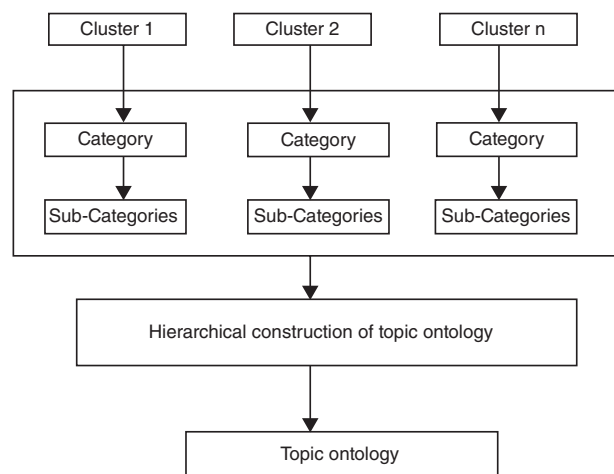 Cluster 1
Cluster 2
Cluster n
Category
Category
Category
Sub-Categories
Sub-Categories
Sub-Categories
Hierarchical construction of topic ontology
Topic ontology